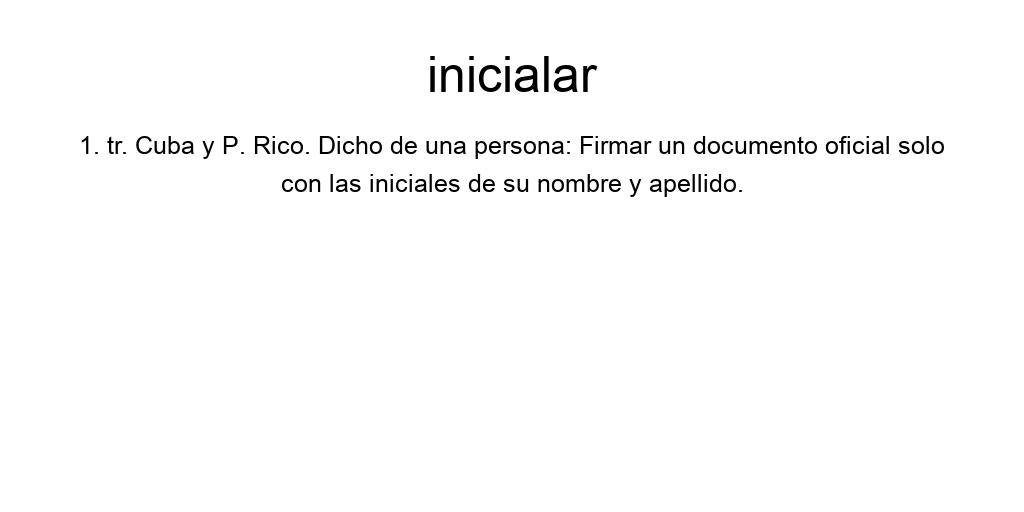 inicialar
1. tr. Cuba y P. Rico. Dicho de una persona: Firmar un documento oficial solo
con las iniciales de su nombre y apellido.